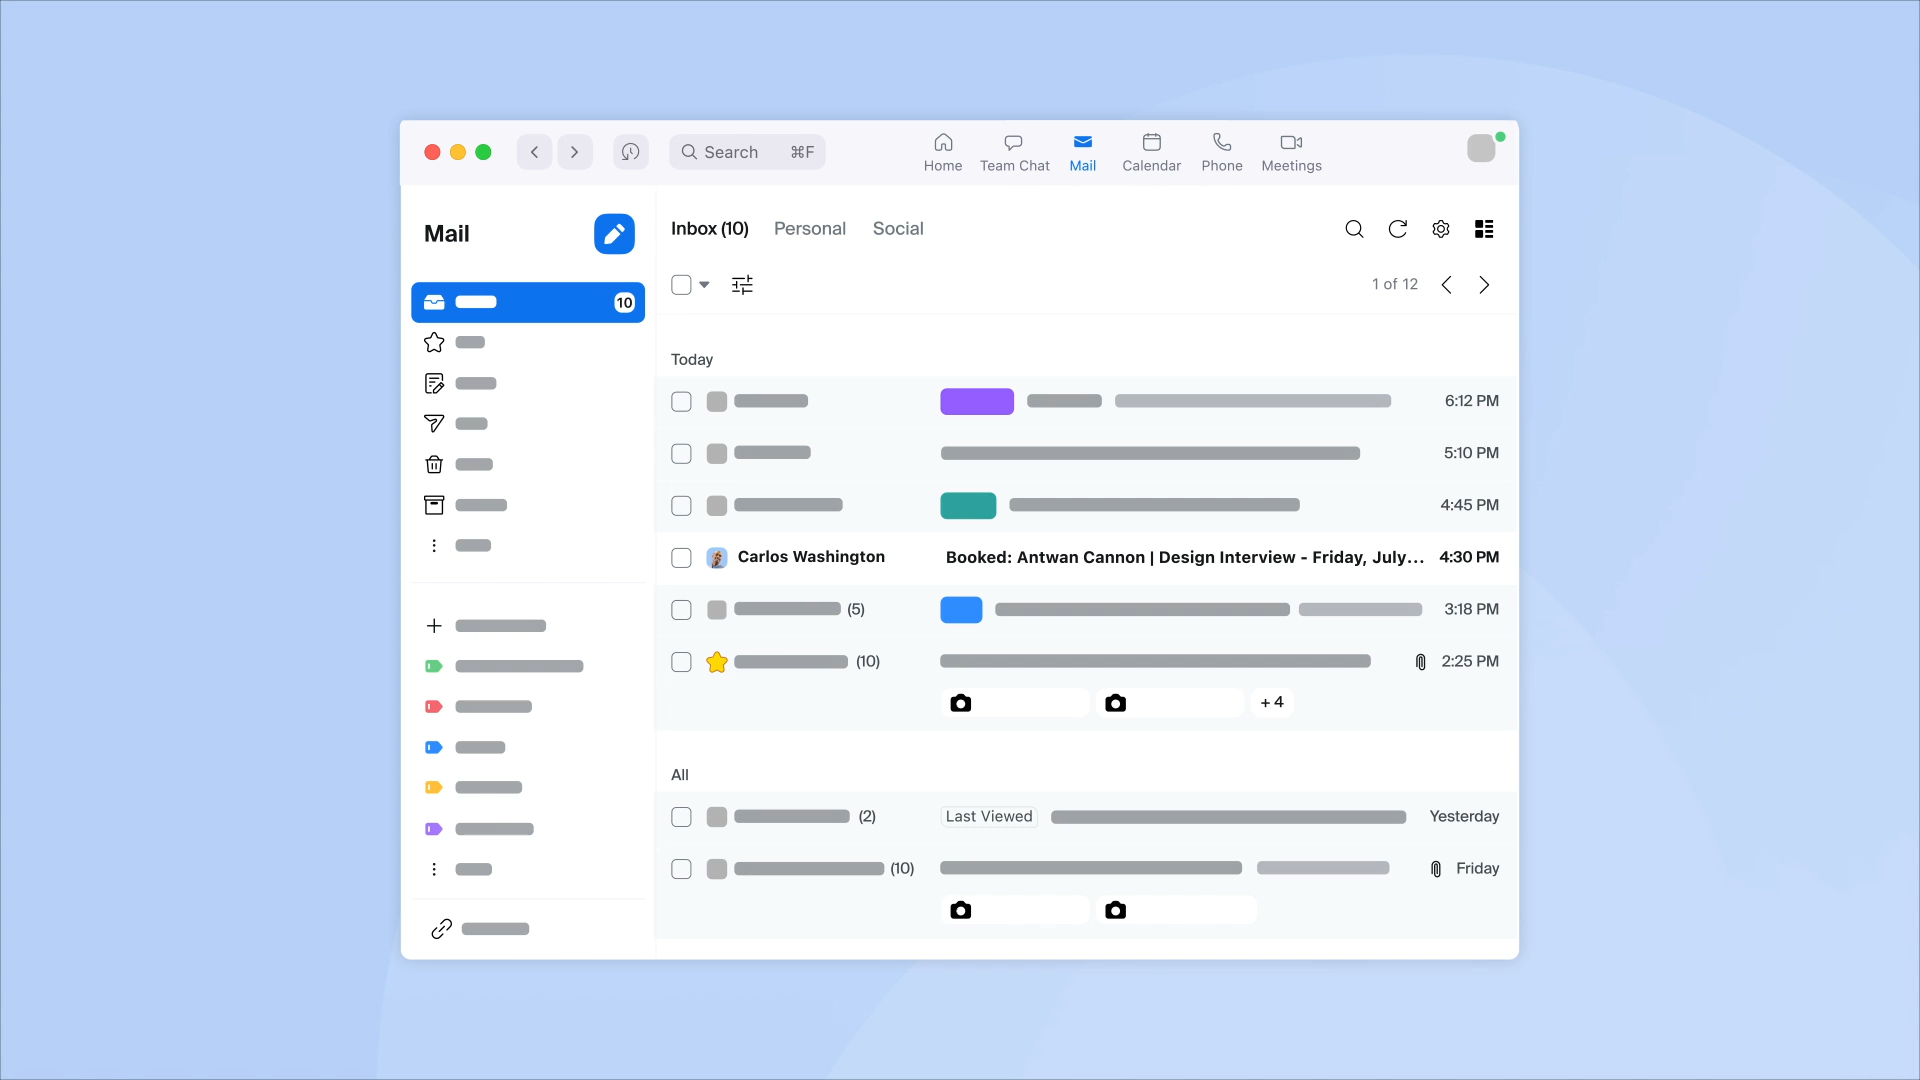 Search ⌘F
Home Team Chat Mail Calendar Phone Meetings
Mail
Inbox (10) Personal Social
10
1 of 12
Today
6:12 PM
5:10 PM
4:45 PM
Carlos Washington Booked: Antwan Cannon | Design Interview - Friday, July... 4:30 PM
(5) 3:18 PM
(10) 2:25 PM
+ 4
All
(2) Last Viewed Yesterday
(10) Friday